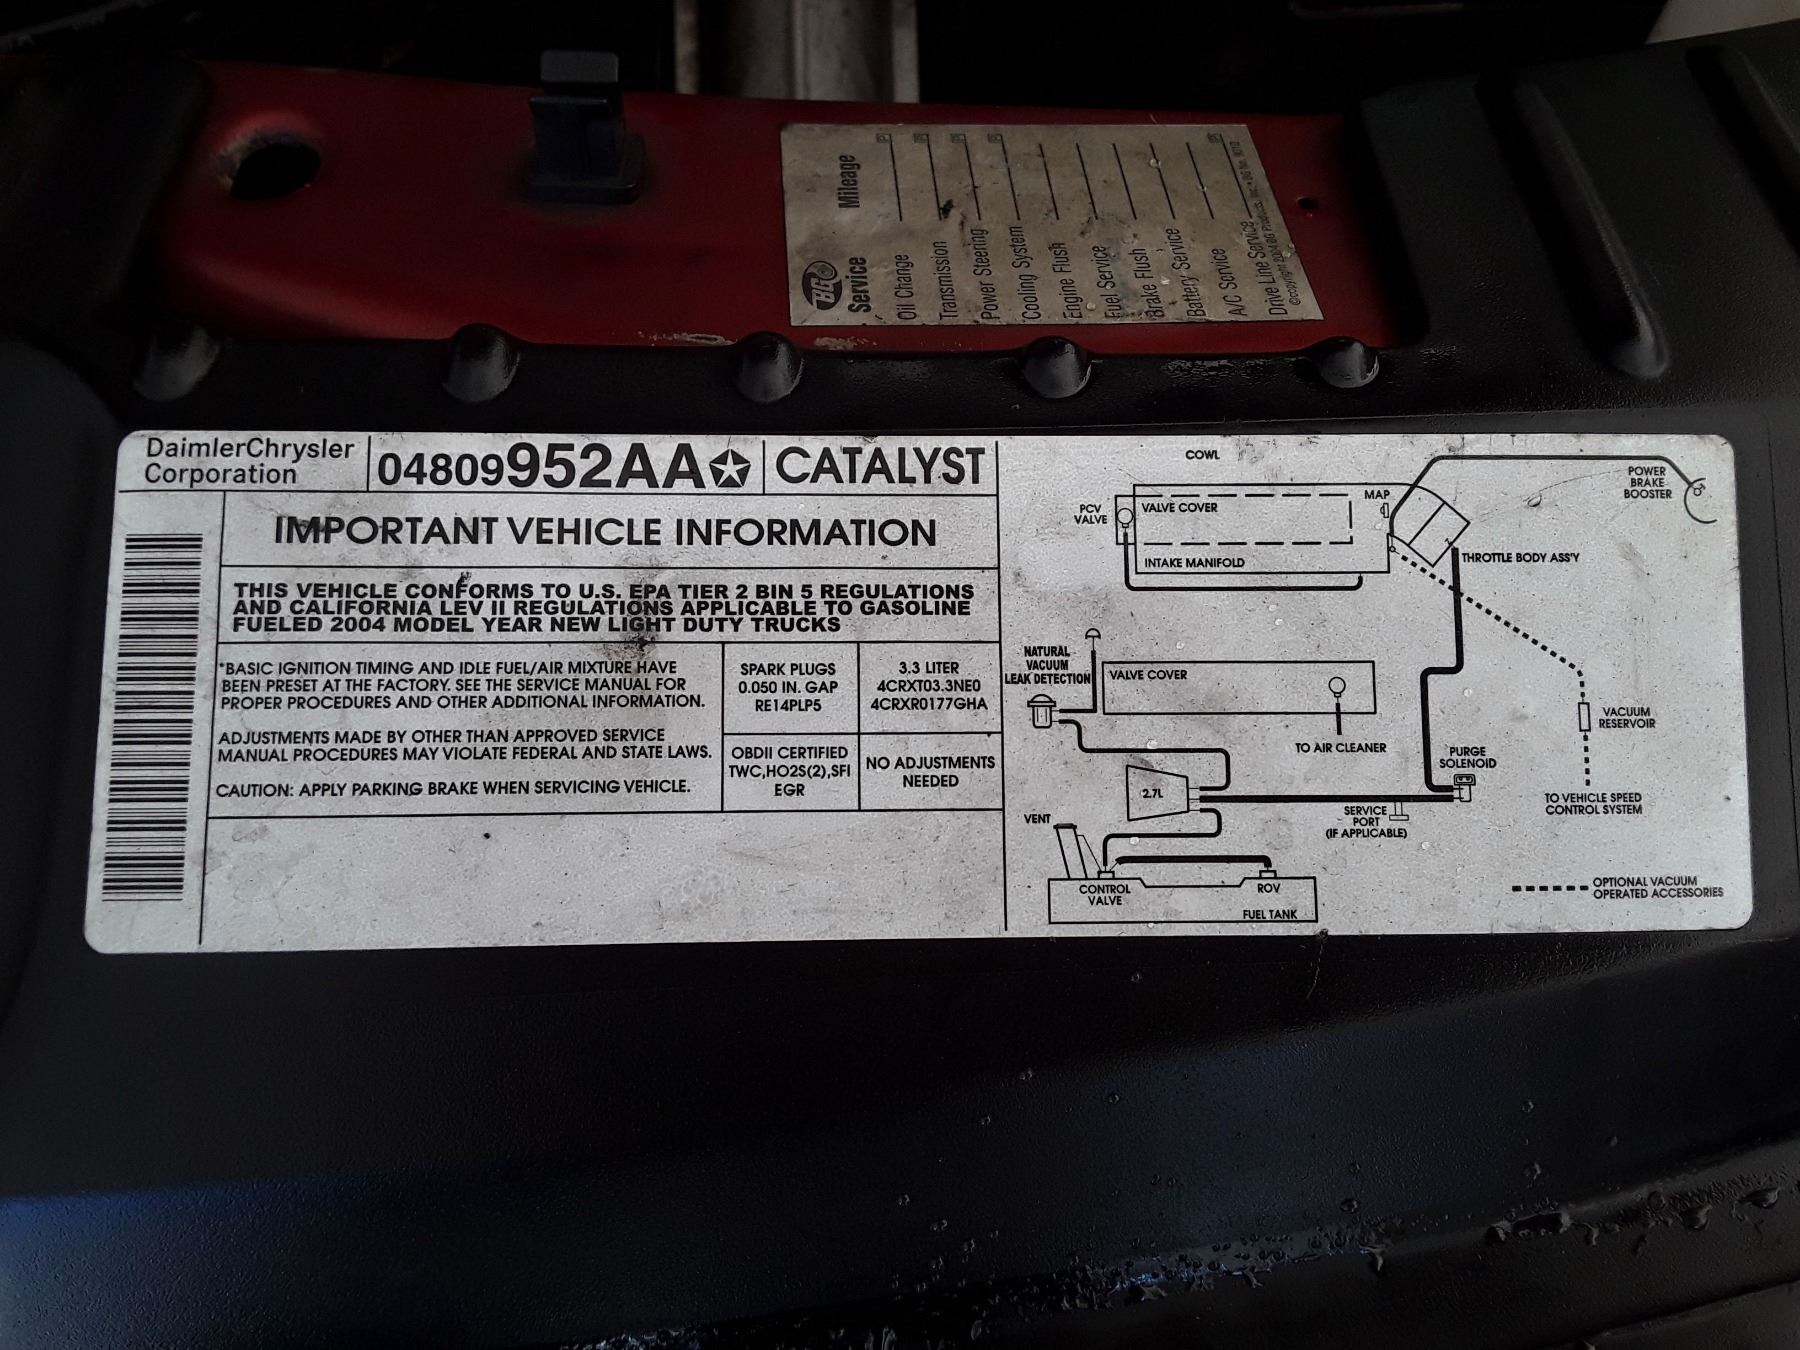 BG
Service Mileage
Oil Change
Transmission
Power Steering
Cooling System
Engine Flush
Fuel Service
Brake Flush
Battery Service
A/C Service
Drive Line Service
©copyright 2004 BG Products, Inc.
DaimlerChrysler
Corporation
04809952AA
CATALYST
IMPORTANT VEHICLE INFORMATION
THIS VEHICLE CONFORMS TO U.S. EPA TIER 2 BIN 5 REGULATIONS
AND CALIFORNIA LEV II REGULATIONS APPLICABLE TO GASOLINE
FUELED 2004 MODEL YEAR NEW LIGHT DUTY TRUCKS
*BASIC IGNITION TIMING AND IDLE FUEL/AIR MIXTURE HAVE
BEEN PRESET AT THE FACTORY. SEE THE SERVICE MANUAL FOR
PROPER PROCEDURES AND OTHER ADDITIONAL INFORMATION.
ADJUSTMENTS MADE BY OTHER THAN APPROVED SERVICE
MANUAL PROCEDURES MAY VIOLATE FEDERAL AND STATE LAWS.
CAUTION: APPLY PARKING BRAKE WHEN SERVICING VEHICLE.
SPARK PLUGS
0.050 IN. GAP
RE14PLP5
3.3 LITER
4CRXT03.3NE0
4CRXR0177GHA
OBDII CERTIFIED
TWC,HO2S(2),SFI
EGR
NO ADJUSTMENTS
NEEDED
COWL
POWER
BRAKE
BOOSTER
MAP
PCV
VALVE
VALVE COVER
INTAKE MANIFOLD
THROTTLE BODY ASS'Y
NATURAL
VACUUM
LEAK DETECTION
VALVE COVER
TO AIR CLEANER
VACUUM
RESERVOIR
PURGE
SOLENOID
2.7L
SERVICE
PORT
(IF APPLICABLE)
TO VEHICLE SPEED
CONTROL SYSTEM
VENT
CONTROL
VALVE
ROV
FUEL TANK
OPTIONAL VACUUM
OPERATED ACCESSORIES